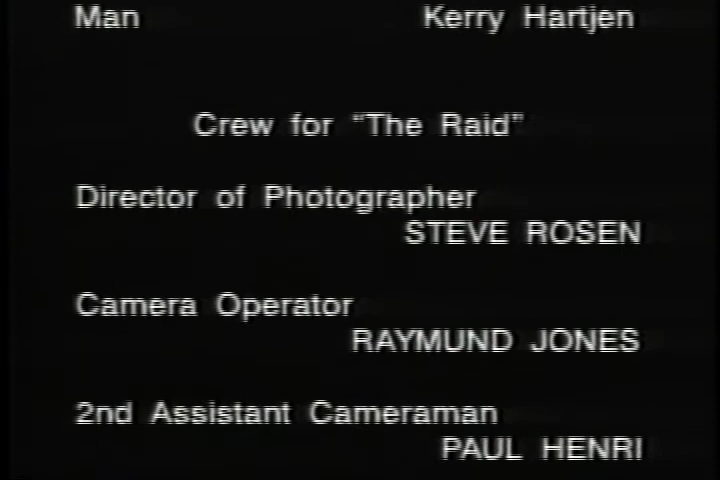 Man Kerry Hartjen
Crew for “The Raid”
Director of Photographer
STEVE ROSEN
Camera Operator
RAYMUND JONES
2nd Assistant Cameraman
PAUL HENRI